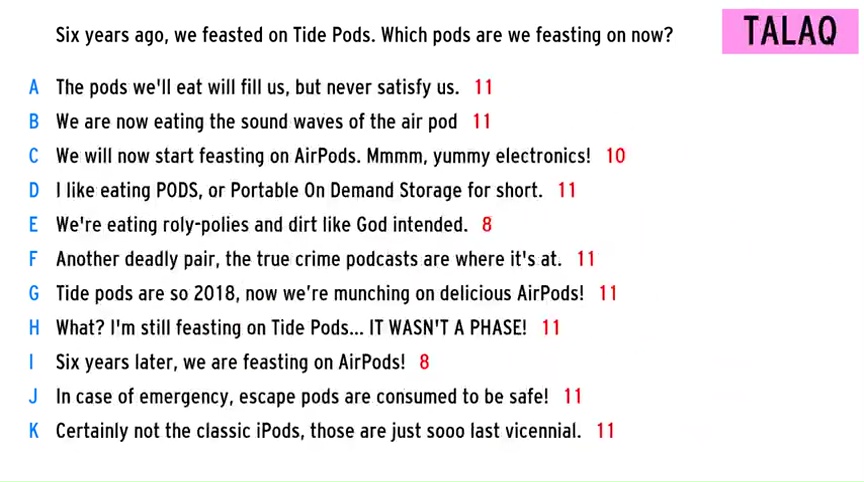 Six years ago, we feasted on Tide Pods. Which pods are we feasting on now?
TALAQ
A The pods we'll eat will fill us, but never satisfy us. 11
B We are now eating the sound waves of the air pod 11
C We will now start feasting on AirPods. Mmmm, yummy electronics! 10
D I like eating PODS, or Portable On Demand Storage for short. 11
E We're eating roly-polies and dirt like God intended. 8
F Another deadly pair, the true crime podcasts are where it's at. 11
G Tide pods are so 2018, now we’re munching on delicious AirPods! 11
H What? I'm still feasting on Tide Pods... IT WASN'T A PHASE! 11
I Six years later, we are feasting on AirPods! 8
J In case of emergency, escape pods are consumed to be safe! 11
K Certainly not the classic iPods, those are just sooo last vicennial. 11